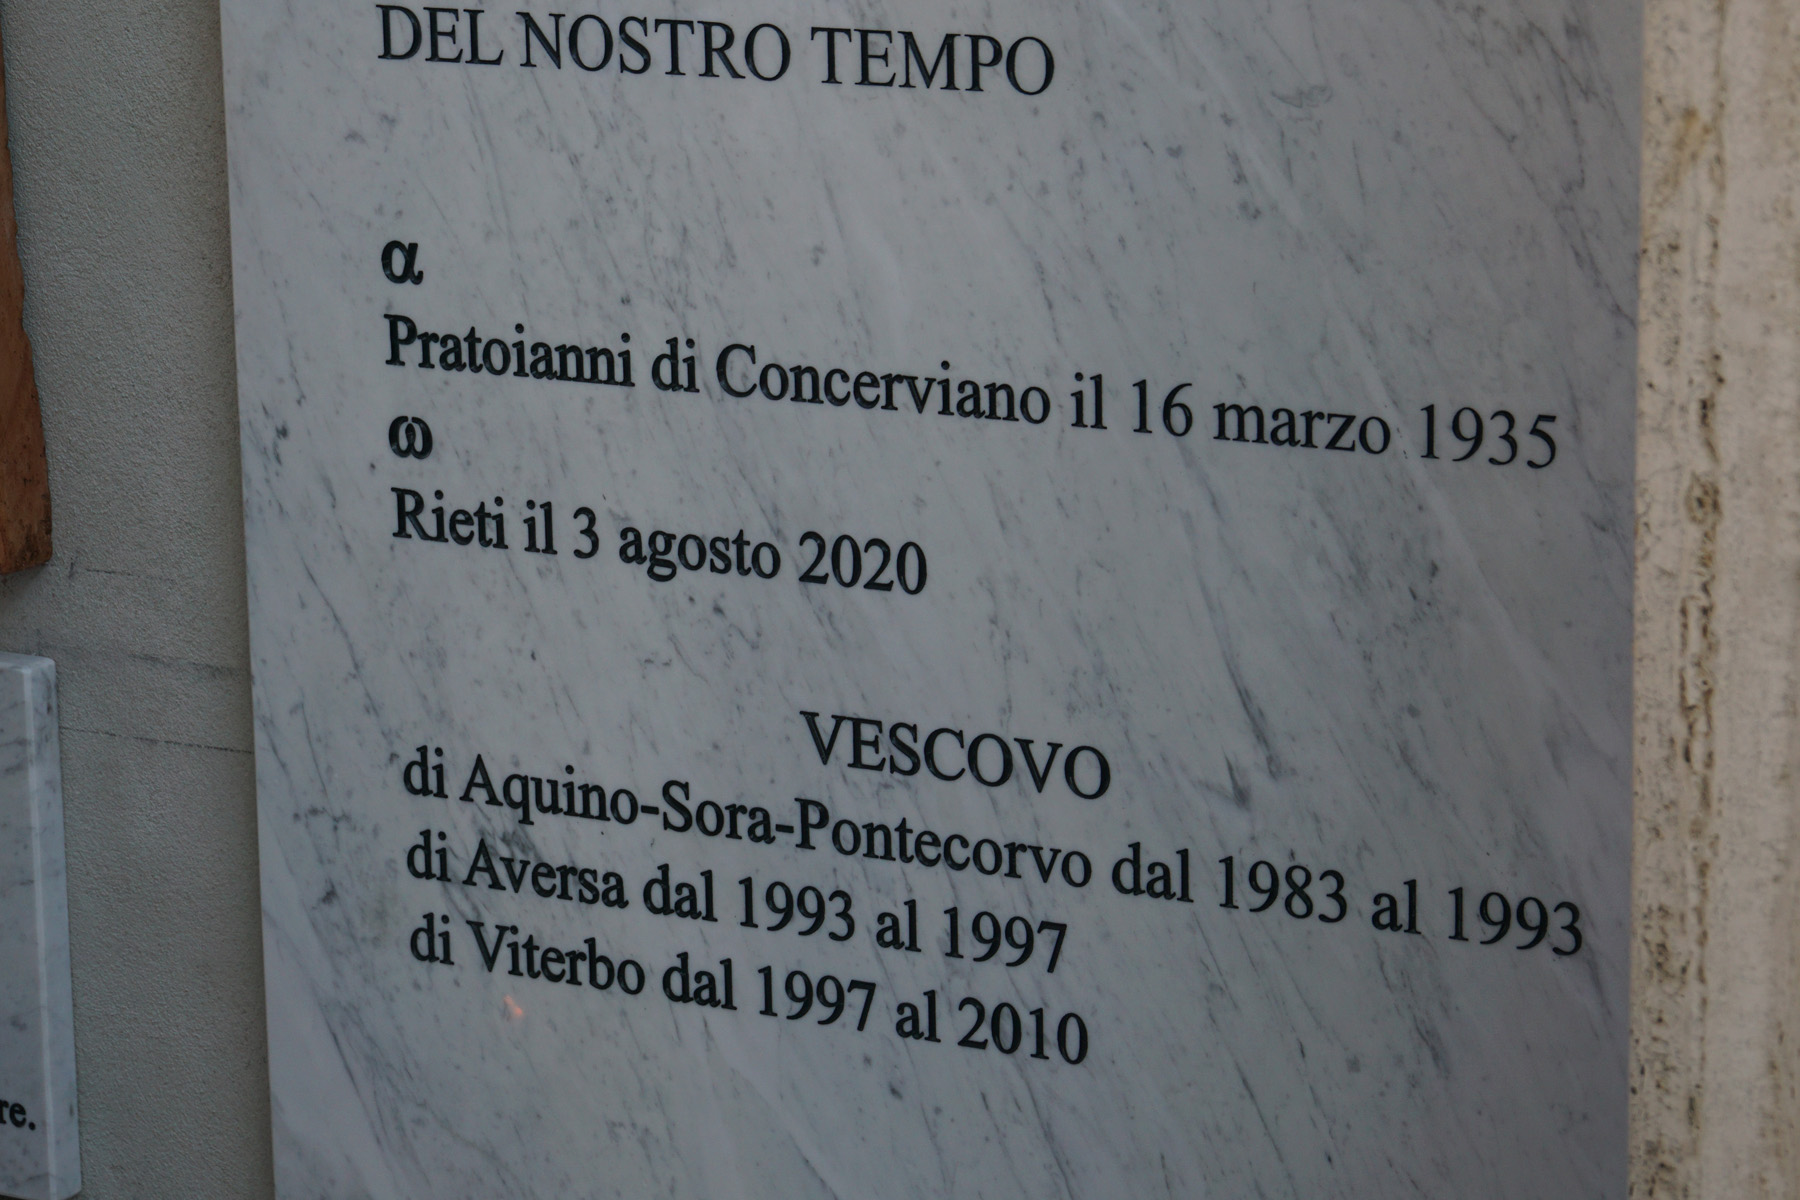 DEL NOSTRO TEMPO
α
Pratoianni di Concerviano il 16 marzo 1935
ω
Rieti il 3 agosto 2020
VESCOVO
di Aquino-Sora-Pontecorvo dal 1983 al 1993
di Aversa dal 1993 al 1997
di Viterbo dal 1997 al 2010
re.